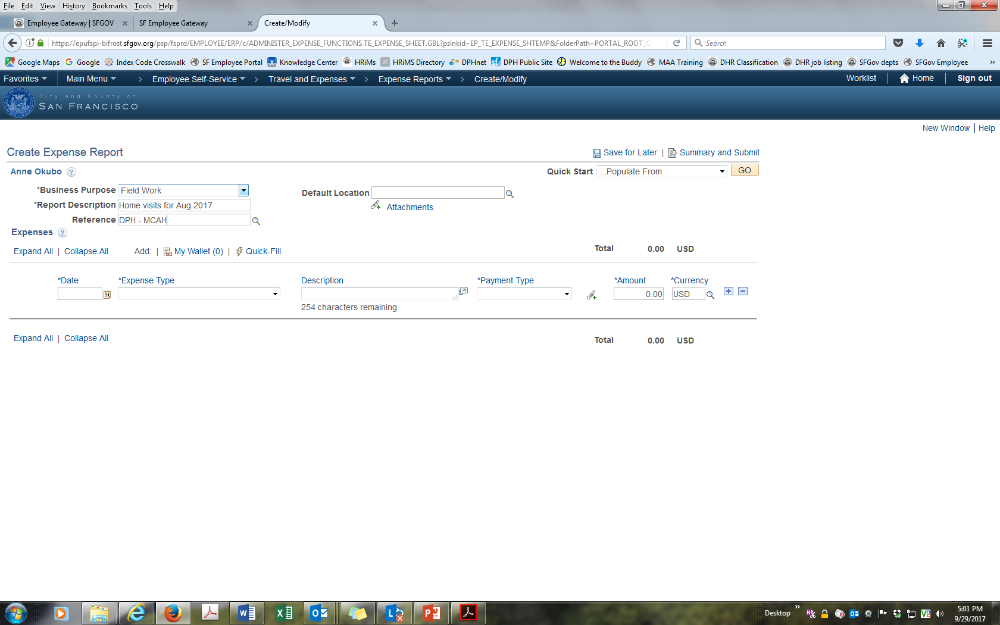 File Edit View History Bookmarks Tools Help
Employee Gateway | SFGOV × SF Employee Gateway × Create/Modify × +
https://epufspi-bifrost.sfgov.org/psp/fsprd/EMPLOYEE/ERP/c/ADMINISTER_EXPENSE_FUNCTIONS.TE_EXPENSE_SHEET.GBL?pslnkid=EP_TE_EXPENSE_SHTEMP&FolderPath=PORTAL_ROOT_O Search
Google Maps Google Index Code Crosswalk SF Employee Portal Knowledge Center HRiMs HRiMS Directory DPHnet DPH Public Site Welcome to the Buddy MAA Training DHR Classification DHR job listing SFGov depts SFGov Employee »
Favorites Main Menu > Employee Self-Service > Travel and Expenses > Expense Reports > Create/Modify Worklist Home Sign out
City and County of
SAN FRANCISCO
New Window | Help
Create Expense Report Save for Later | Summary and Submit
Anne Okubo ? Quick Start ...Populate From GO
*Business Purpose Field Work Default Location
*Report Description Home visits for Aug 2017 Attachments
Reference DPH - MCAH
Expenses ?
Expand All | Collapse All Add: | My Wallet (0) | Quick-Fill Total 0.00 USD
*Date *Expense Type Description *Payment Type *Amount *Currency
31 0.00 USD
254 characters remaining
Expand All | Collapse All Total 0.00 USD
Desktop » 5:01 PM
9/29/2017